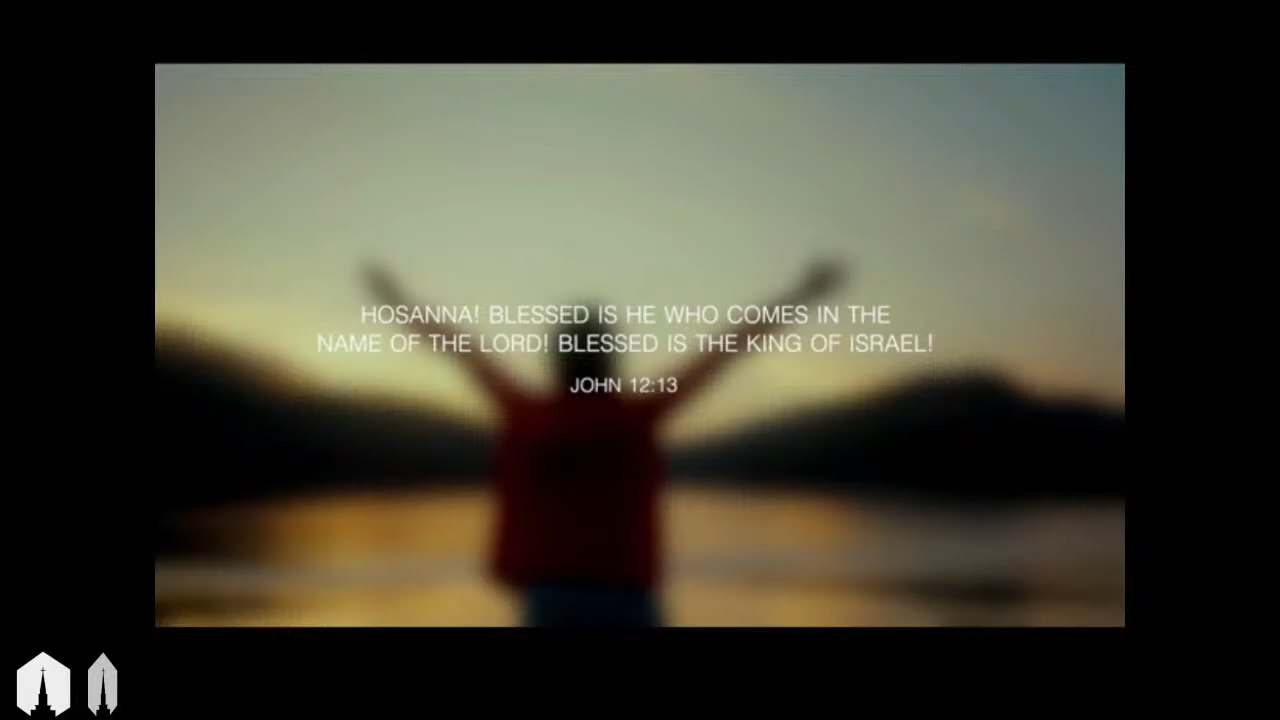 HOSANNA! BLESSED IS HE WHO COMES IN THE
NAME OF THE LORD! BLESSED IS THE KING OF ISRAEL!
JOHN 12:13